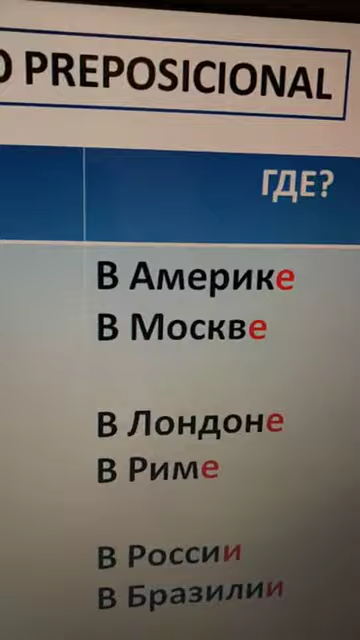 O PREPOSICIONAL
ГДЕ?
В Америке
В Москве
В Лондоне
В Риме
В России
В Бразилии